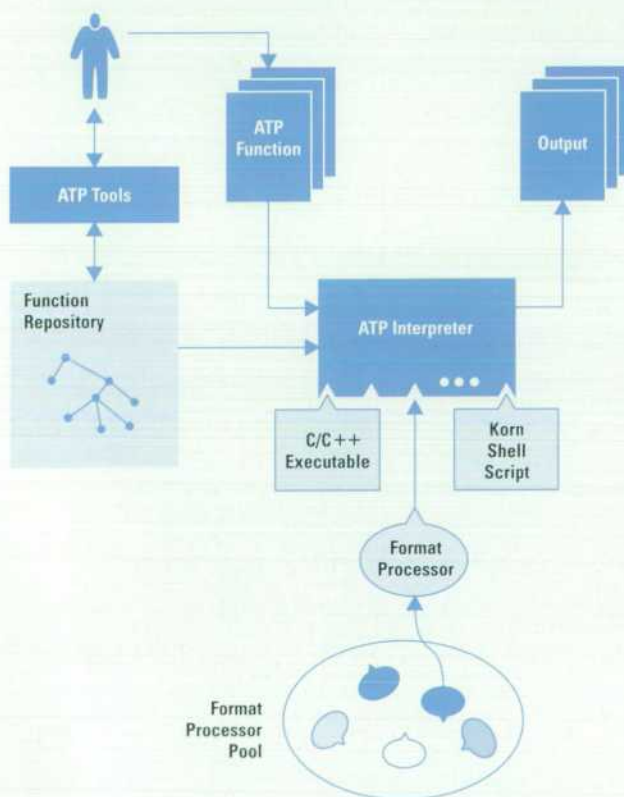 ATP
Function
Output
ATP Tools
Function
Repository
ATP Interpreter
C/C++
Executable
Korn
Shell
Script
Format
Processor
Format
Processor
Pool